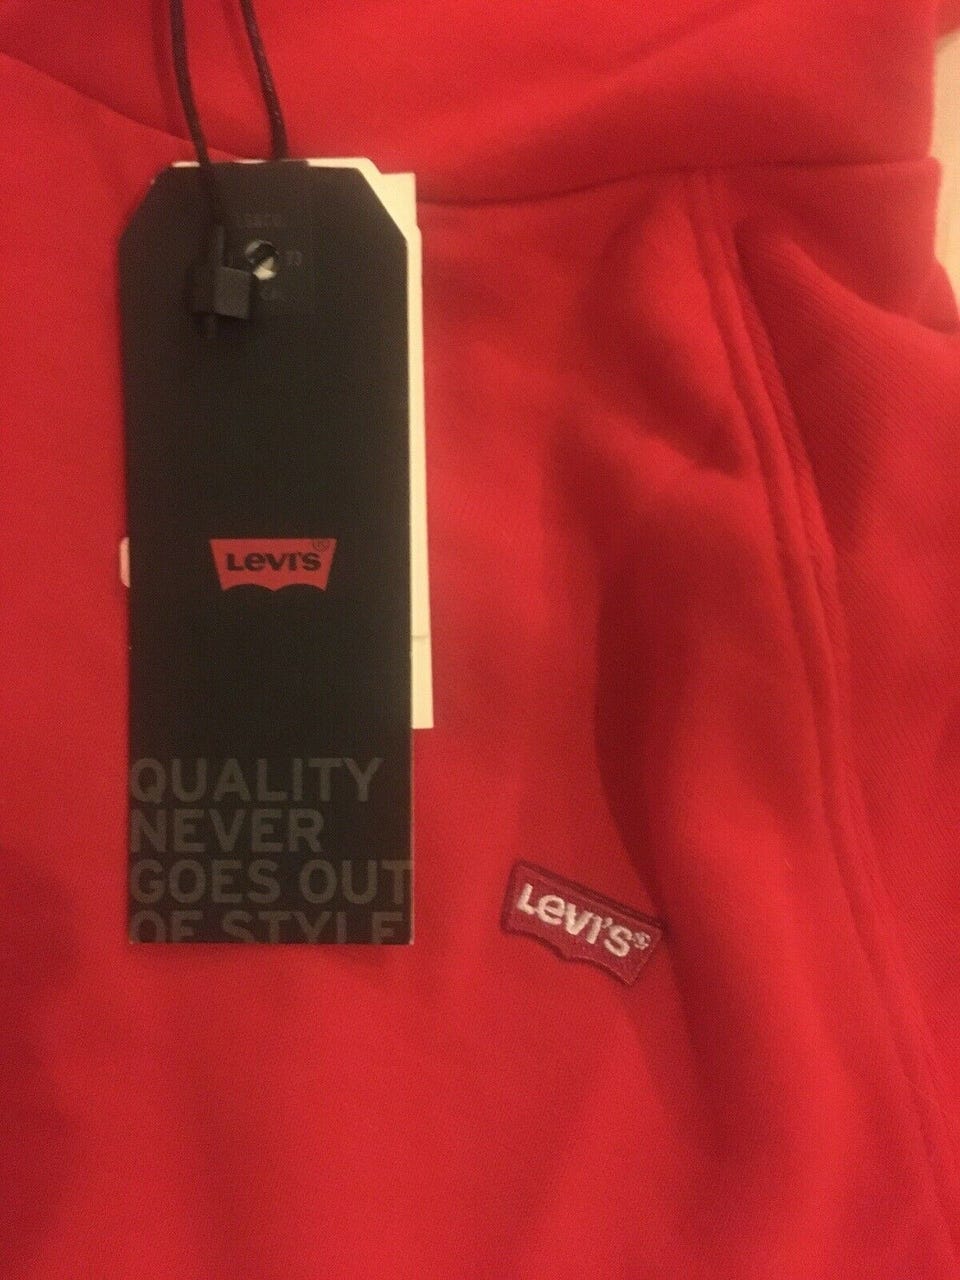 Levi's®
QUALITY
NEVER
GOES OUT
OF STYLE
Levi's®